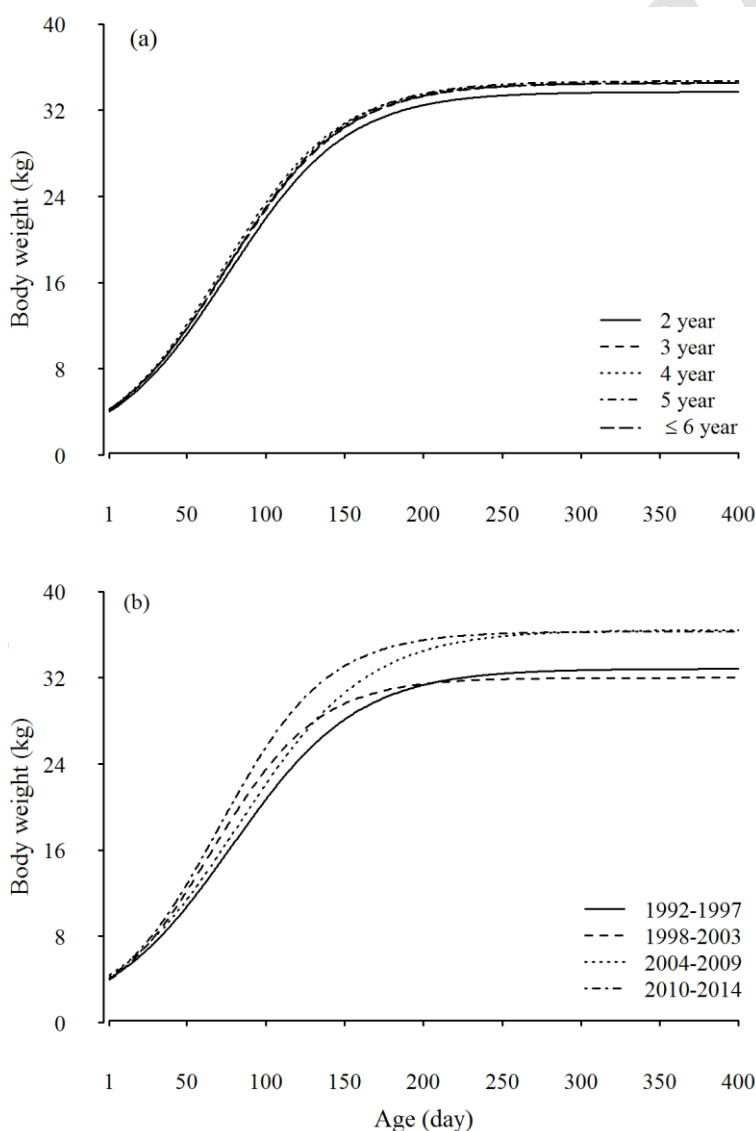 (a)
40
32
24
16
8
0
Body weight (kg)
2 year
3 year
4 year
5 year
≤ 6 year
1 50 100 150 200 250 300 350 400
(b)
40
32
24
16
8
0
Body weight (kg)
1992-1997
1998-2003
2004-2009
2010-2014
1 50 100 150 200 250 300 350 400
Age (day)